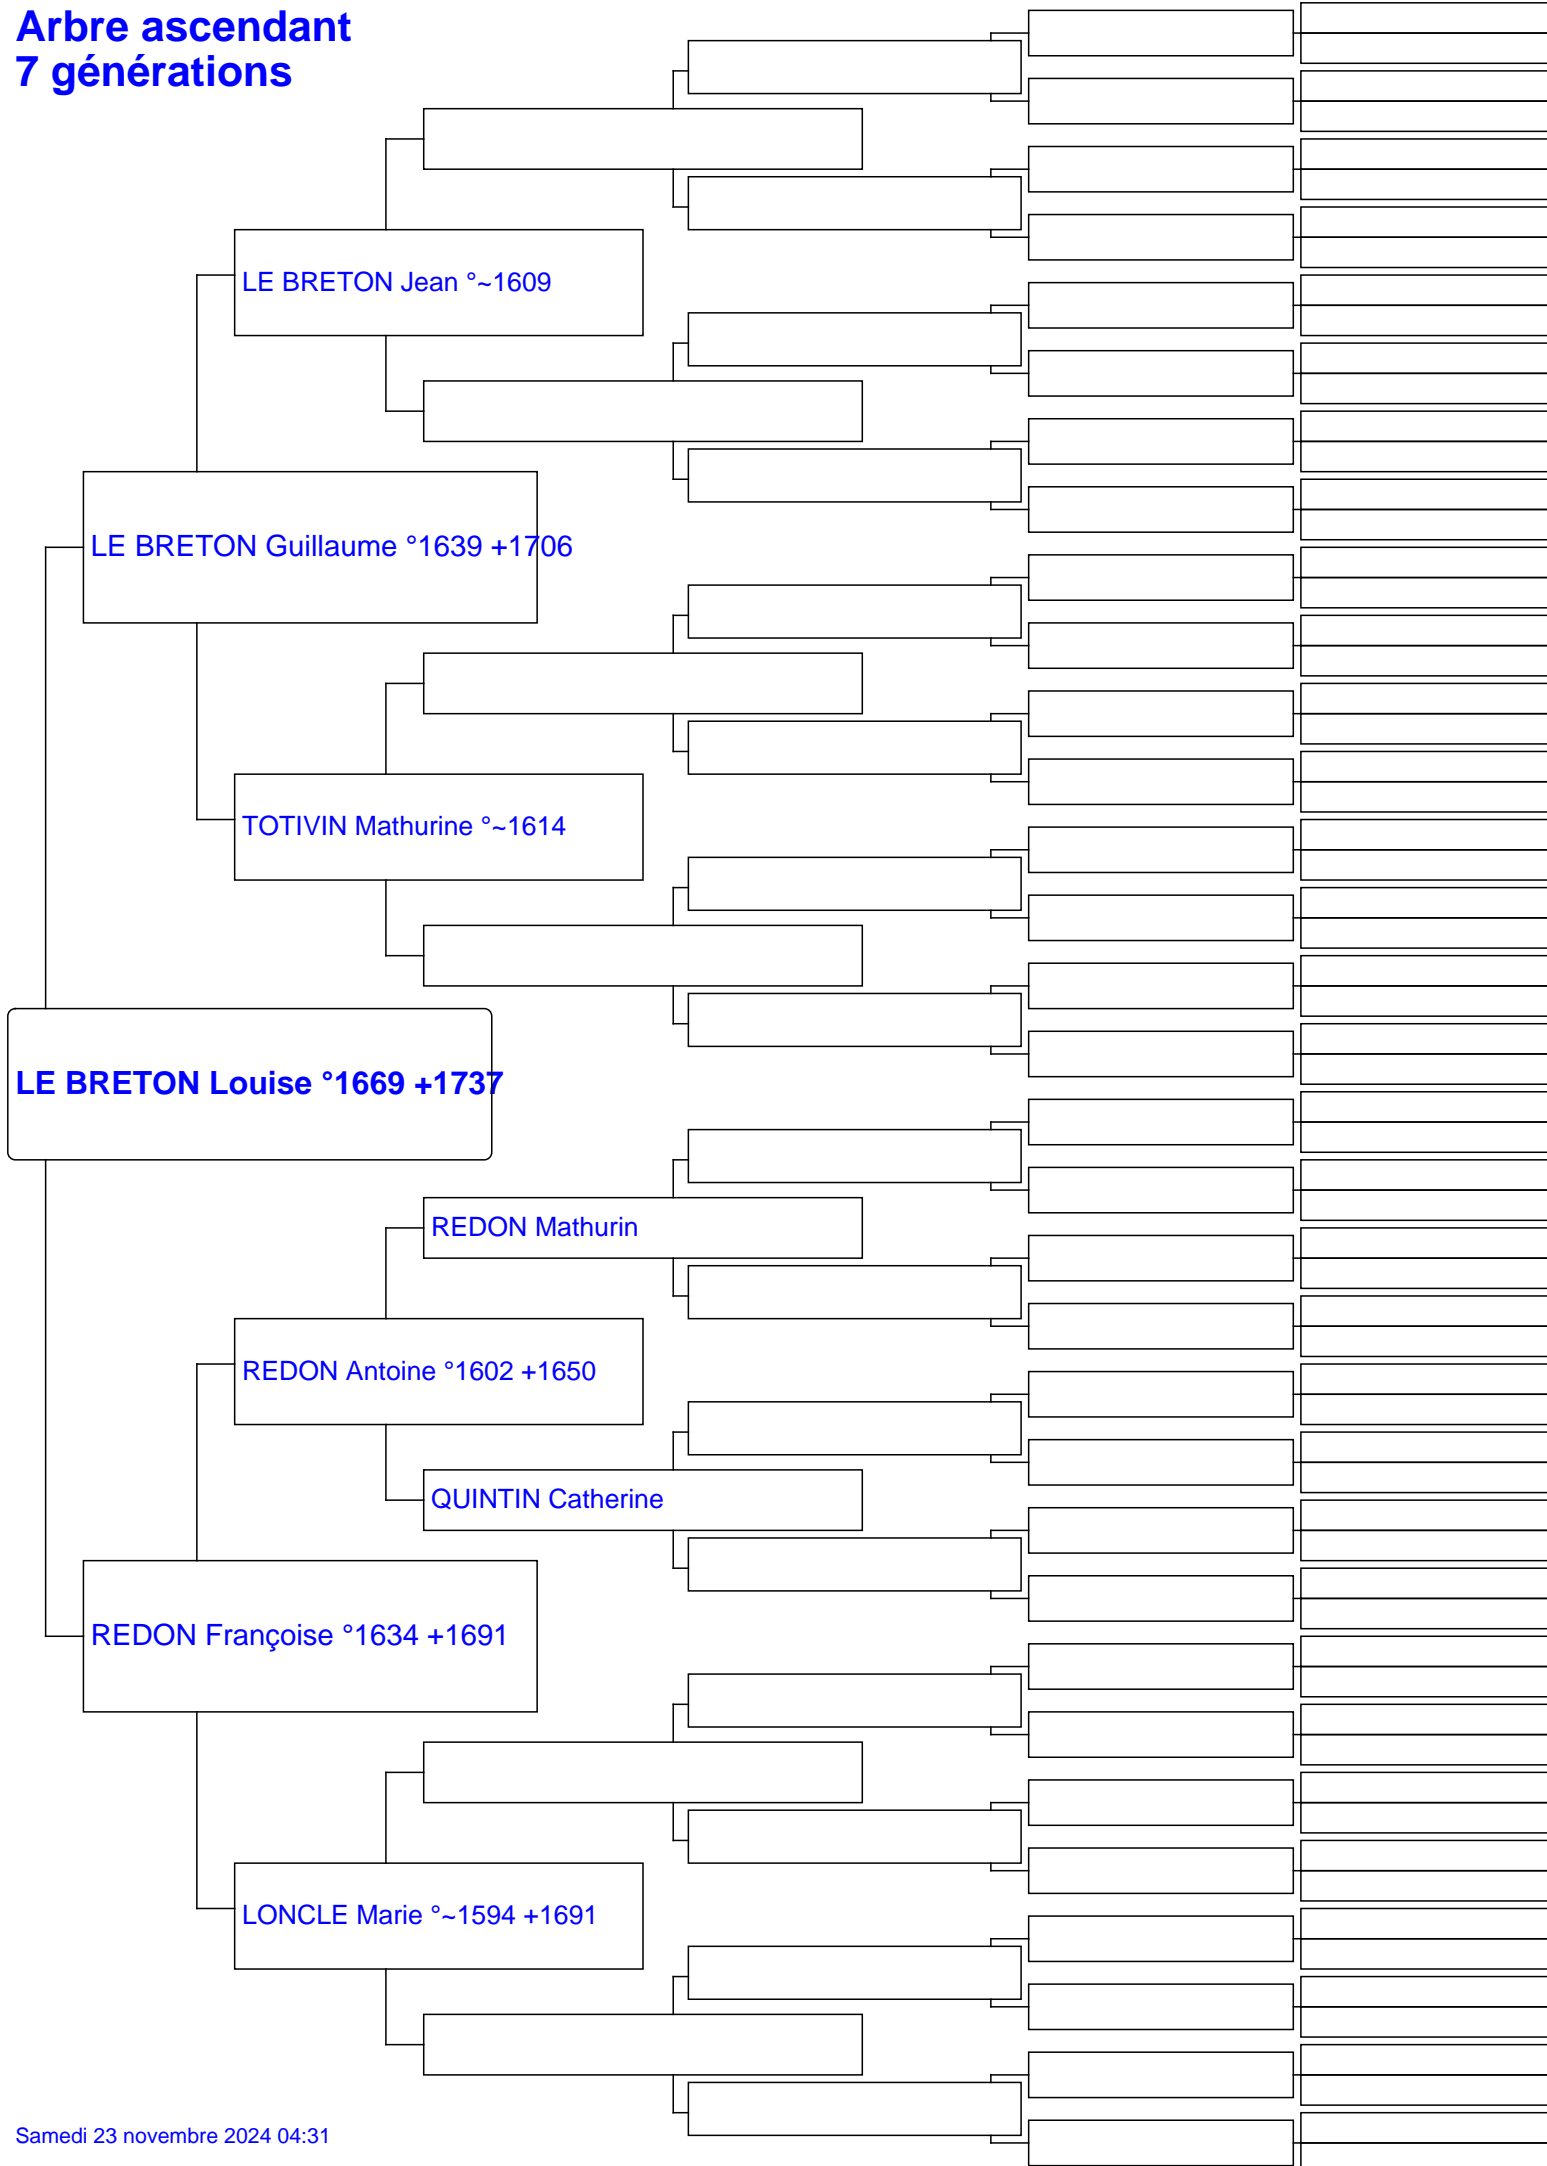 Arbre ascendant
7 générations
LE BRETON Jean °~1609
LE BRETON Guillaume °1639 +1706
TOTIVIN Mathurine °~1614
LE BRETON Louise °1669 +1737
REDON Mathurin
REDON Antoine °1602 +1650
QUINTIN Catherine
REDON Françoise °1634 +1691
LONCLE Marie °~1594 +1691
Samedi 23 novembre 2024 04:31